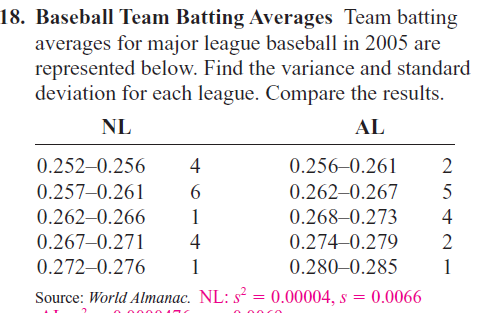 18. Baseball Team Batting Averages Team batting
averages for major league baseball in 2005 are
represented below. Find the variance and standard
deviation for each league. Compare the results.
NL AL
0.252–0.256 4 0.256–0.261 2
0.257–0.261 6 0.262–0.267 5
0.262–0.266 1 0.268–0.273 4
0.267–0.271 4 0.274–0.279 2
0.272–0.276 1 0.280–0.285 1
Source: World Almanac. NL: s² = 0.00004, s = 0.0066